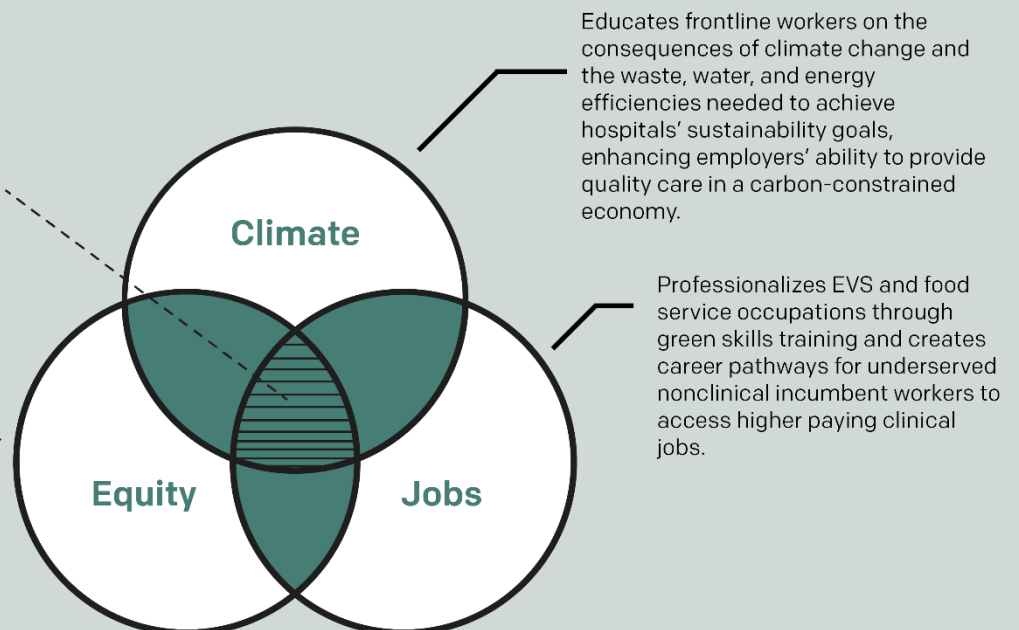 Educates frontline workers on the
consequences of climate change and
the waste, water, and energy
efficiencies needed to achieve
hospitals’ sustainability goals,
enhancing employers’ ability to provide
quality care in a carbon-constrained
economy.
Climate
Professionalizes EVS and food
service occupations through
green skills training and creates
career pathways for underserved
nonclinical incumbent workers to
access higher paying clinical
jobs.
Equity
Jobs